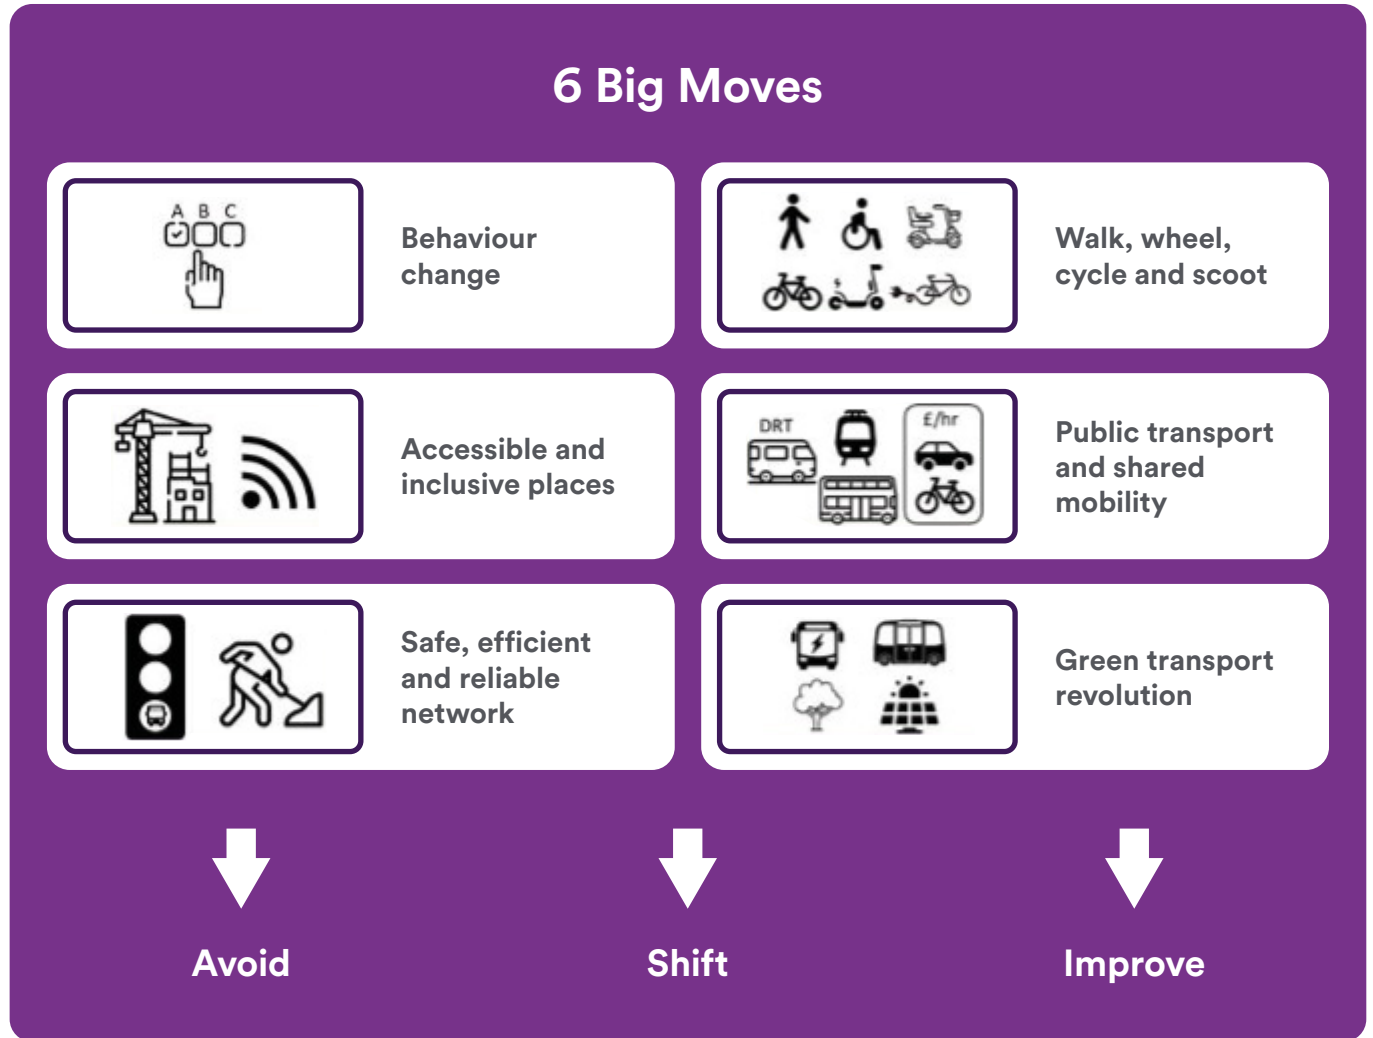 6 Big Moves
A B C
Behaviour
change
Walk, wheel,
cycle and scoot
Accessible and
inclusive places
DRT
£/hr
Public transport
and shared
mobility
Safe, efficient
and reliable
network
Green transport
revolution
Avoid
Shift
Improve